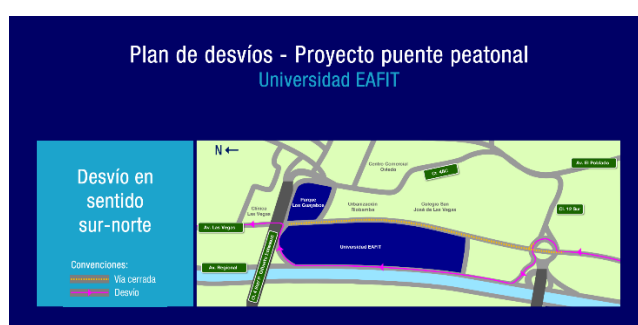 Plan de desvíos - Proyecto puente peatonal
Universidad EAFIT
Desvío en
sentido
sur-norte
Convenciones:
Vía cerrada
Desvío
N
Centro Comercial
Oviedo
Av. El Poblado
Parque
Los Guayabos
Clínica
Las Vegas
Urbanización
Colegio San
José de Las Vegas
Cl. 10 Sur
Av. Las Vegas
Universidad EAFIT
Av. Regional